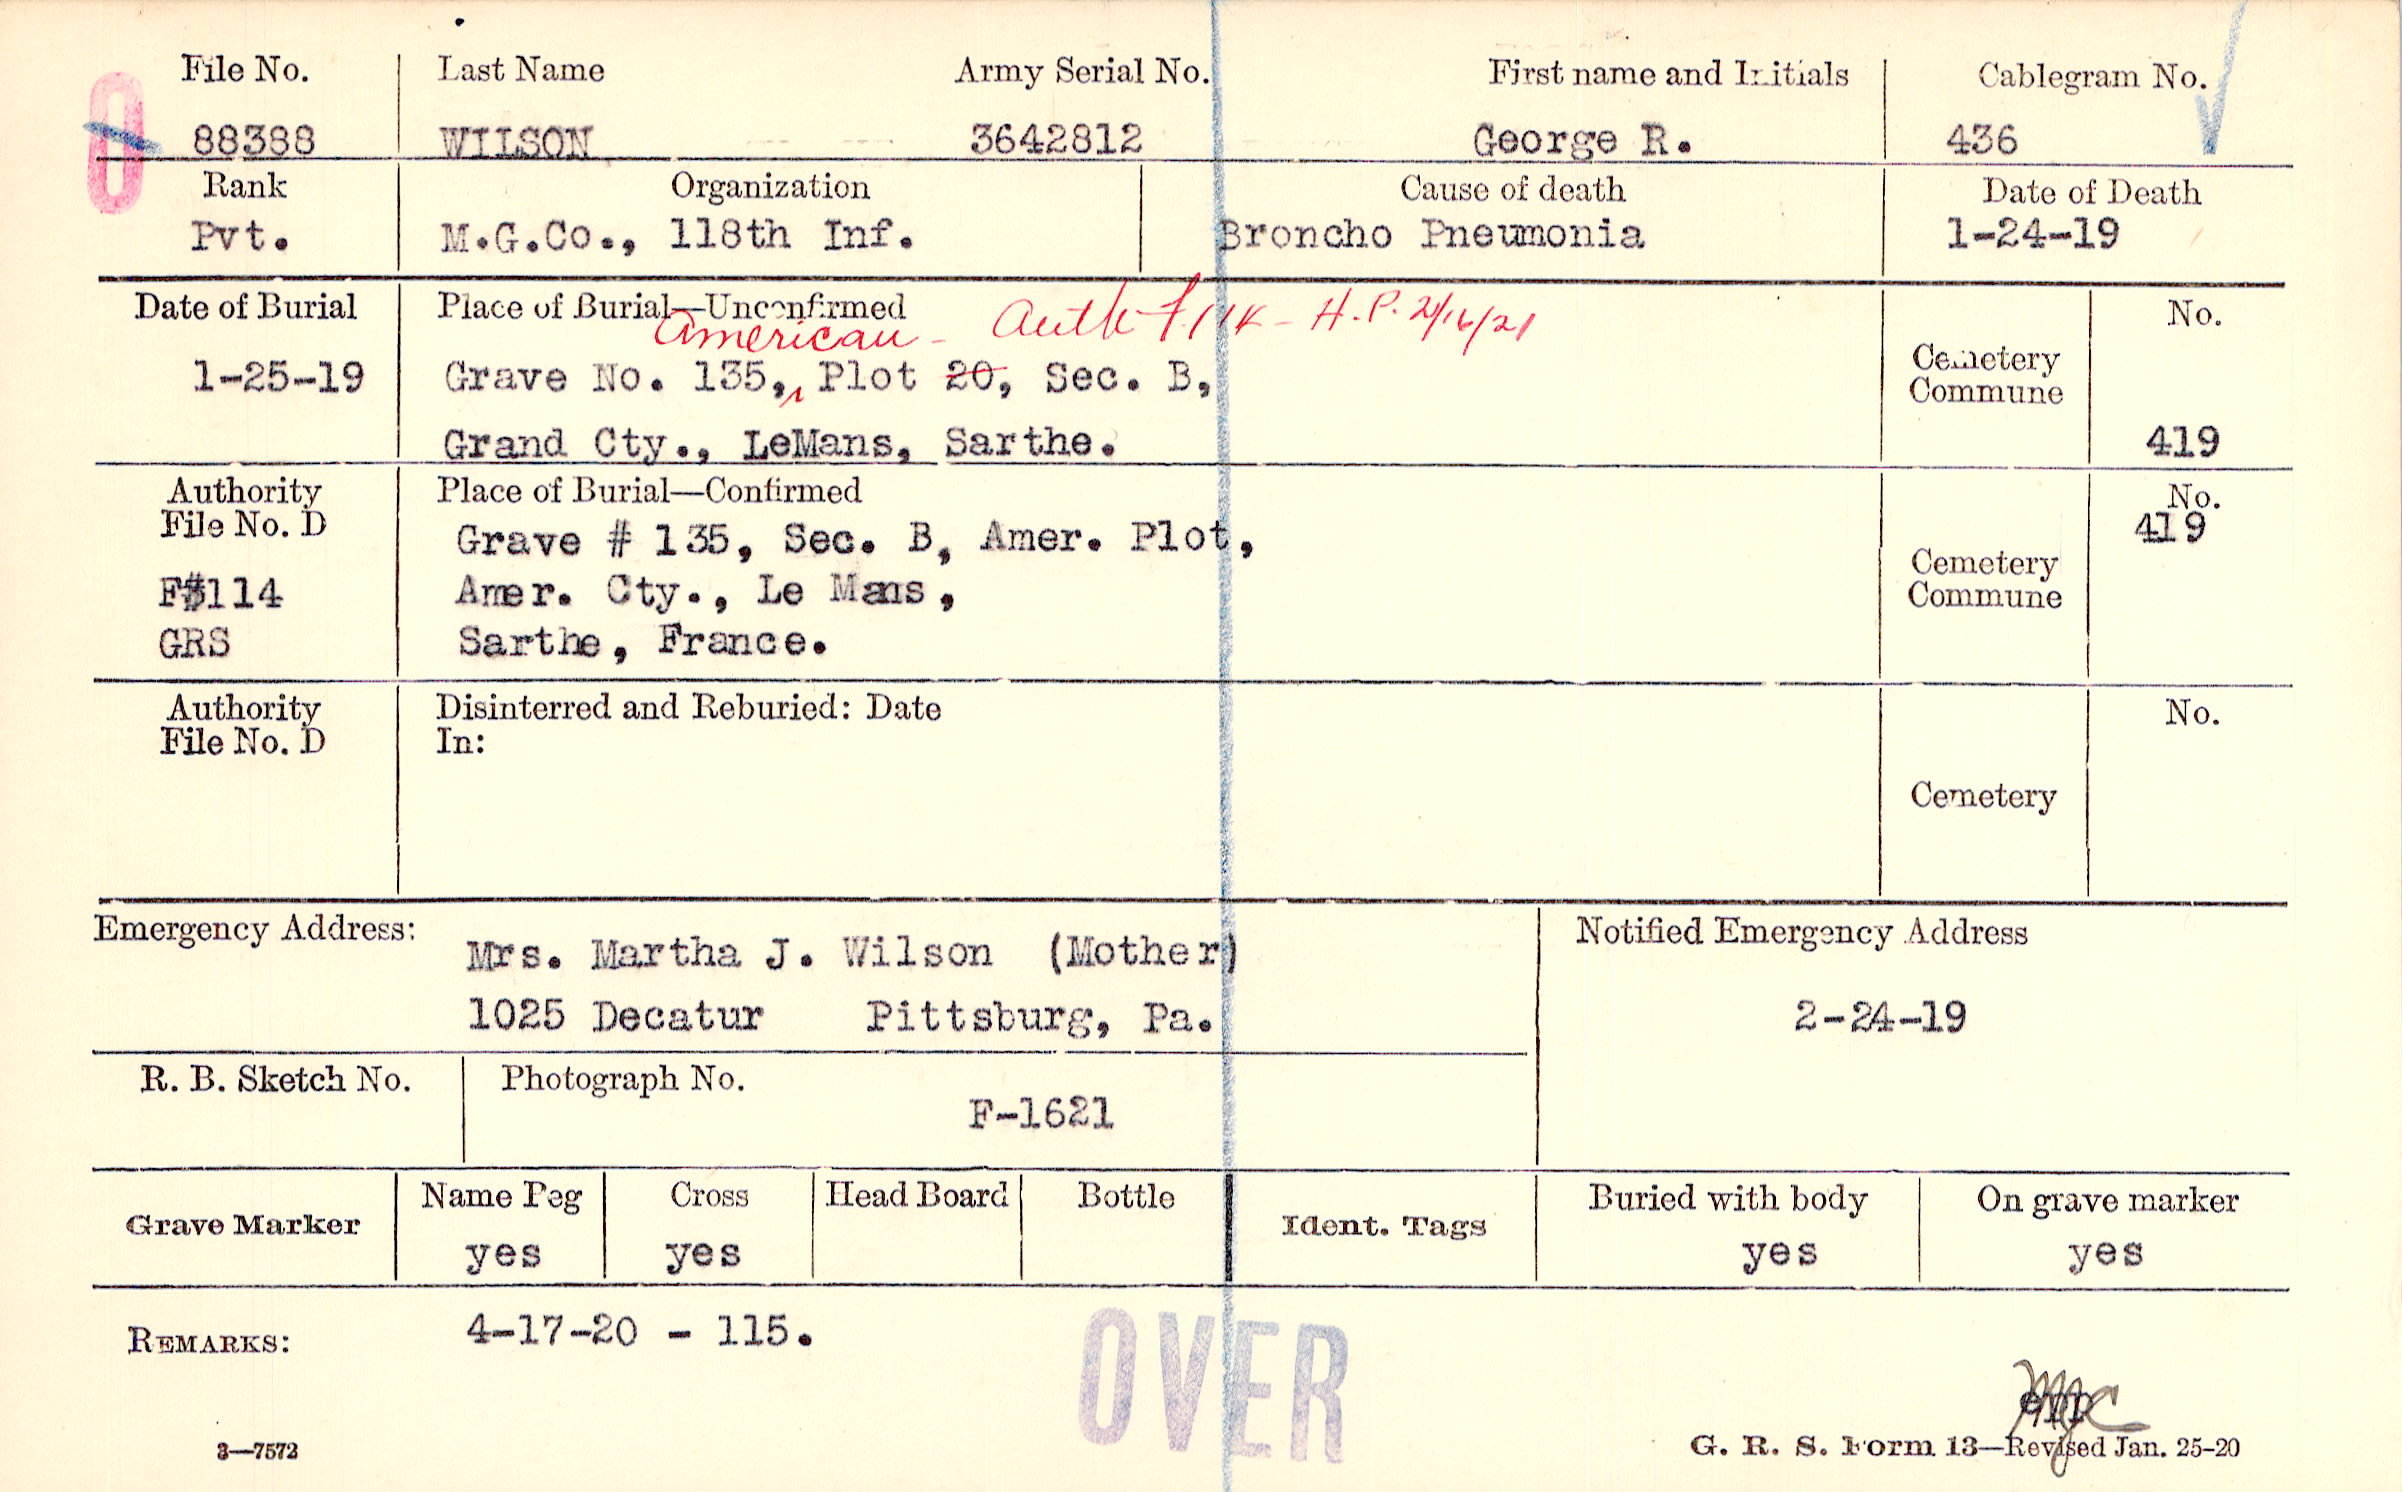 File No. Last Name Army Serial No. First name and Initials Cablegram No.
0 88388 WILSON 3642812 George R. 436
Rank Organization Cause of death Date of Death
Pvt. M.G.Co., 118th Inf. Broncho Pneumonia 1-24-19
Date of Burial Place of Burial—Unconfirmed No.
American - Auth F.114 - H.P. 2/16/21
1-25-19 Grave No. 135, Plot 20, Sec. B, Cemetery Commune
Grand Cty., LeMans, Sarthe. 419
Authority File No. D Place of Burial—Confirmed No.
Grave # 135, Sec. B, Amer. Plot, 419
F#114 Amer. Cty., Le Mans, Cemetery Commune
GRS Sarthe, France.
Authority File No. D Disinterred and Reburied: Date No.
In:
Cemetery
Emergency Address: Notified Emergency Address
Mrs. Martha J. Wilson (Mother)
1025 Decatur Pittsburg, Pa. 2-24-19
R. B. Sketch No. Photograph No.
F-1621
Grave Marker Name Peg Cross Head Board Bottle Ident. Tags Buried with body On grave marker
yes yes yes yes
REMARKS: 4-17-20 - 115.
OVER
3—7572 G. R. S. Form 13—Revised Jan. 25-20